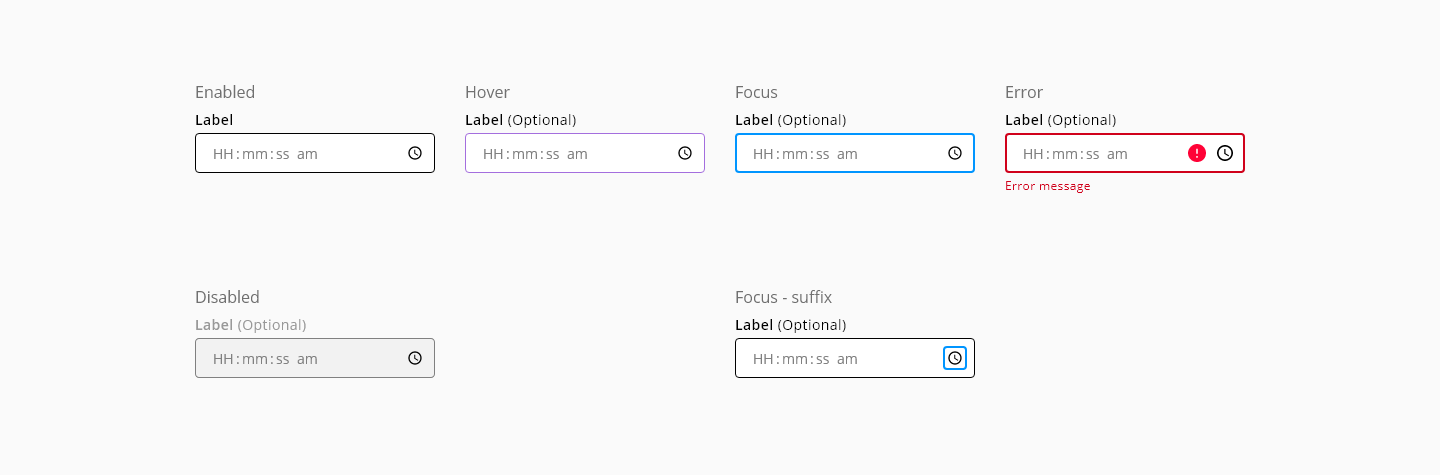 Enabled
Label
HH:mm:ss am
Hover
Label (Optional)
HH:mm:ss am
Focus
Label (Optional)
HH:mm:ss am
Error
Label (Optional)
HH:mm:ss am
Error message
Disabled
Label (Optional)
HH:mm:ss am
Focus - suffix
Label (Optional)
HH:mm:ss am